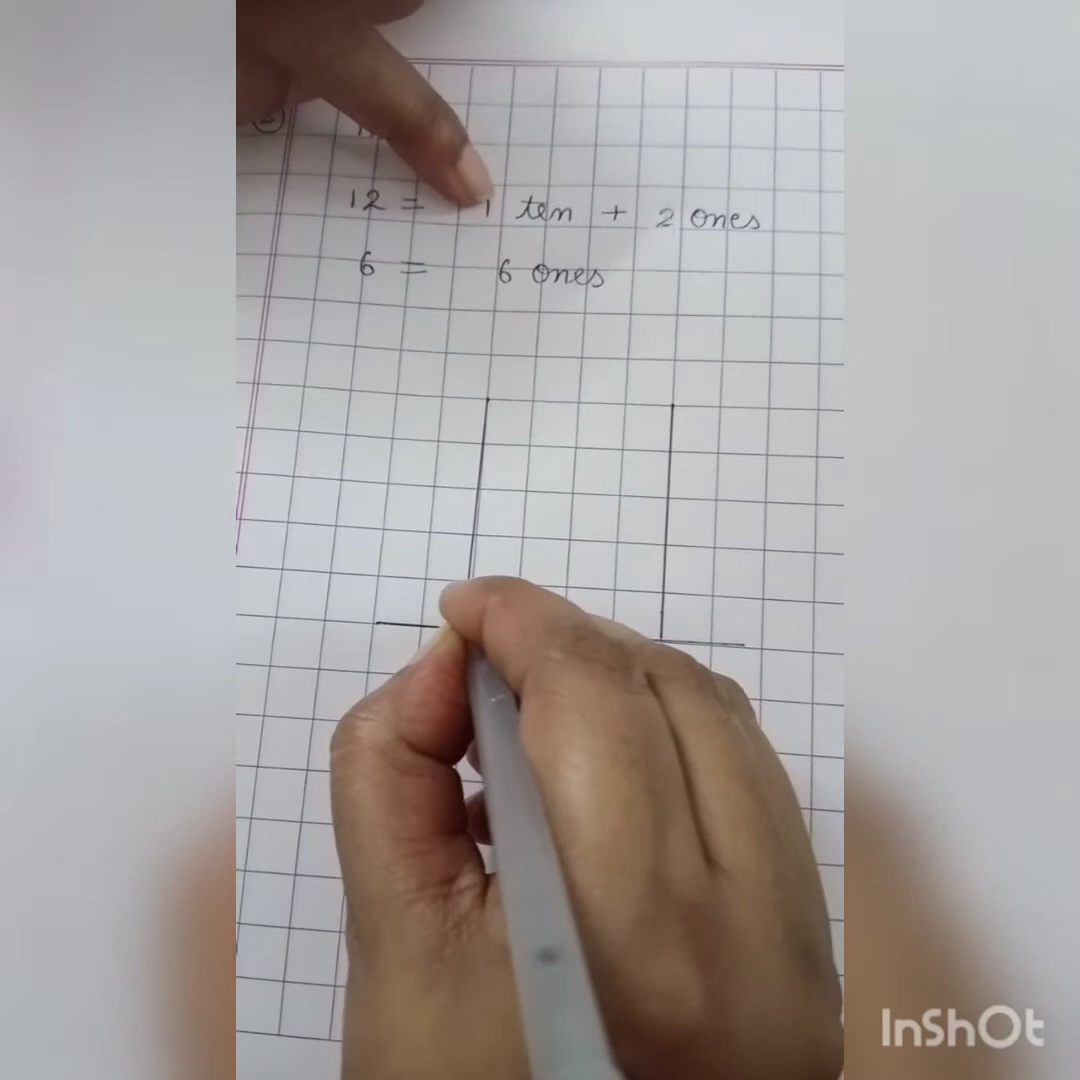 12 = 1 ten + 2 ones
6 = 6 ones
InShOt